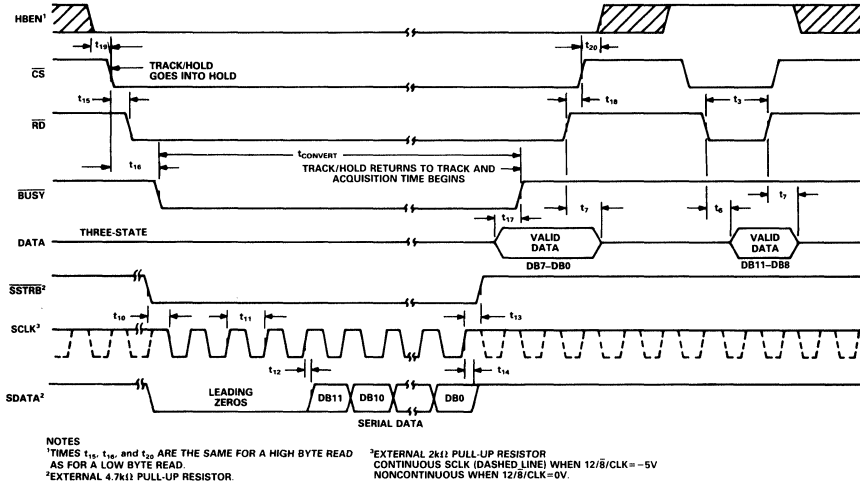 HBEN¹
t19
t20
TRACK/HOLD
GOES INTO HOLD
CS
t15
t18
t3
RD
t16
tCONVERT
TRACK/HOLD RETURNS TO TRACK AND
ACQUISITION TIME BEGINS
BUSY
t17
t7
t6
t7
DATA
THREE-STATE
VALID
DATA
VALID
DATA
DB7–DB0
DB11–DB8
SSTRB²
t10
t11
t13
SCLK³
t12
t14
SDATA²
LEADING
ZEROS
DB11
DB10
DB0
SERIAL DATA
NOTES
¹TIMES t15, t16, and t20 ARE THE SAME FOR A HIGH BYTE READ
AS FOR A LOW BYTE READ.
²EXTERNAL 4.7kΩ PULL-UP RESISTOR.
³EXTERNAL 2kΩ PULL-UP RESISTOR
CONTINUOUS SCLK (DASHED LINE) WHEN 12/8̅/CLK=−5V
NONCONTINUOUS WHEN 12/8̅/CLK=0V.